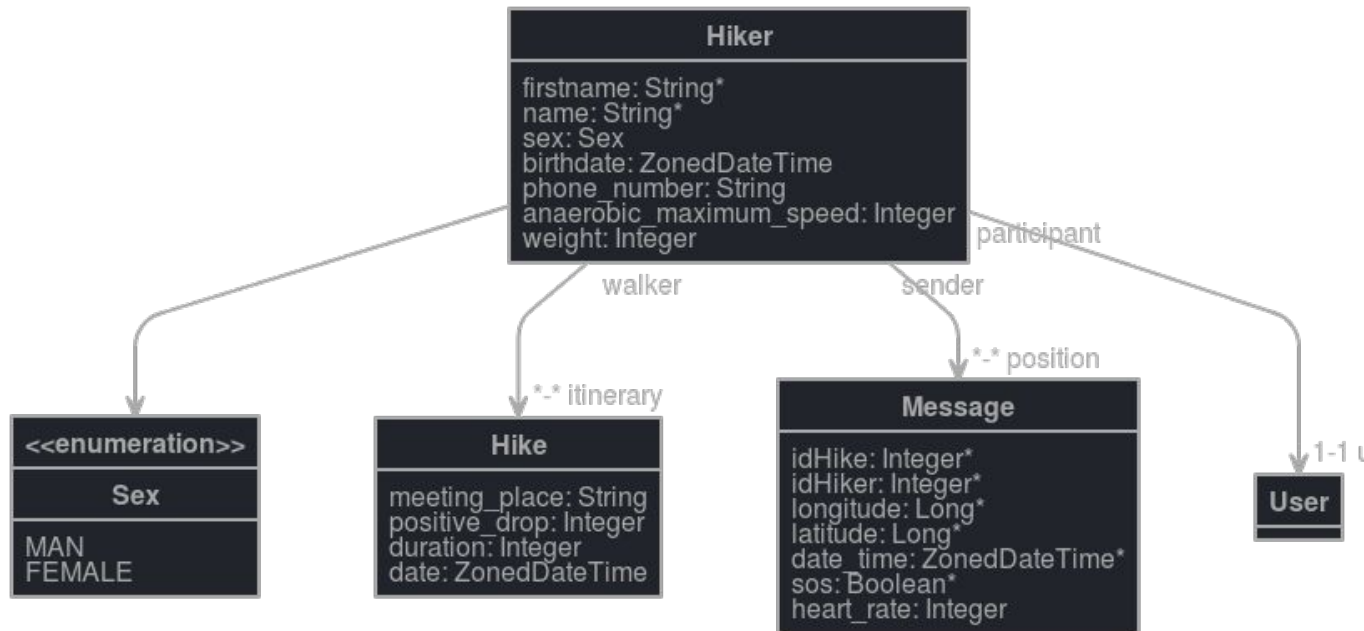 Hiker
firstname: String*
name: String*
sex: Sex
birthdate: ZonedDateTime
phone_number: String
anaerobic_maximum_speed: Integer
weight: Integer
participant
walker
sender
*-* itinerary
*-* position
1-1 u
<<enumeration>>
Sex
MAN
FEMALE
Hike
meeting_place: String
positive_drop: Integer
duration: Integer
date: ZonedDateTime
Message
idHike: Integer*
idHiker: Integer*
longitude: Long*
latitude: Long*
date_time: ZonedDateTime*
sos: Boolean*
heart_rate: Integer
User